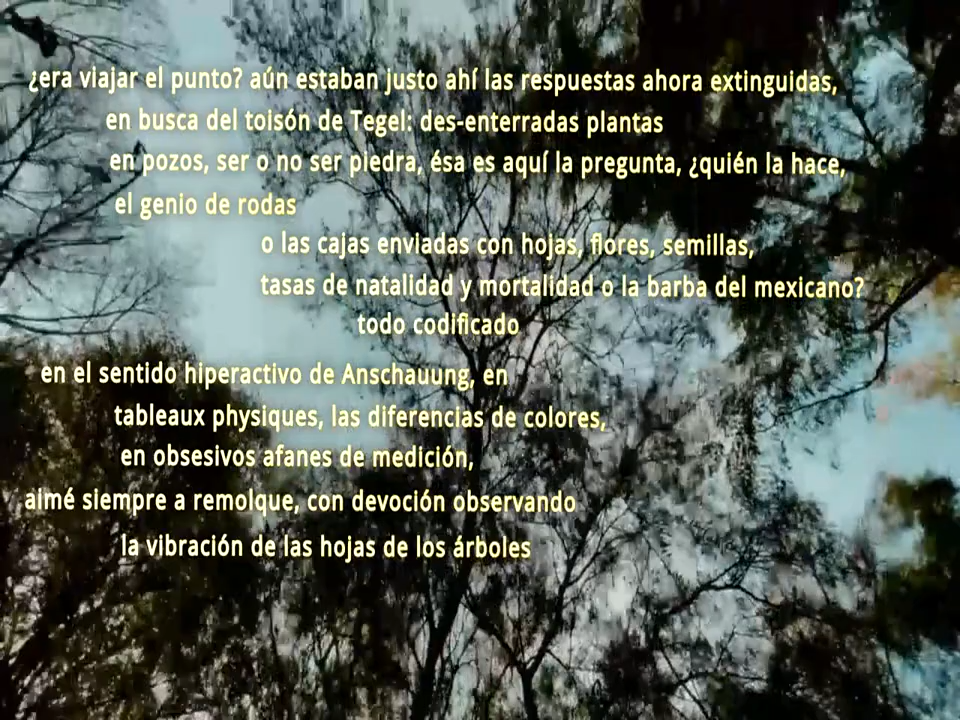 ¿era viajar el punto? aún estaban justo ahí las respuestas ahora extinguidas,
en busca del toisón de Tegel: des-enterradas plantas
en pozos, ser o no ser piedra, ésa es aquí la pregunta, ¿quién la hace,
el genio de rodas
o las cajas enviadas con hojas, flores, semillas,
tasas de natalidad y mortalidad o la barba del mexicano?
todo codificado
en el sentido hiperactivo de Anschauung, en
tableaux physiques, las diferencias de colores,
en obsesivos afanes de medición,
aimé siempre a remolque, con devoción observando
la vibración de las hojas de los árboles